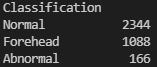 Classification
Normal 2344
Forehead 1088
Abnormal 166